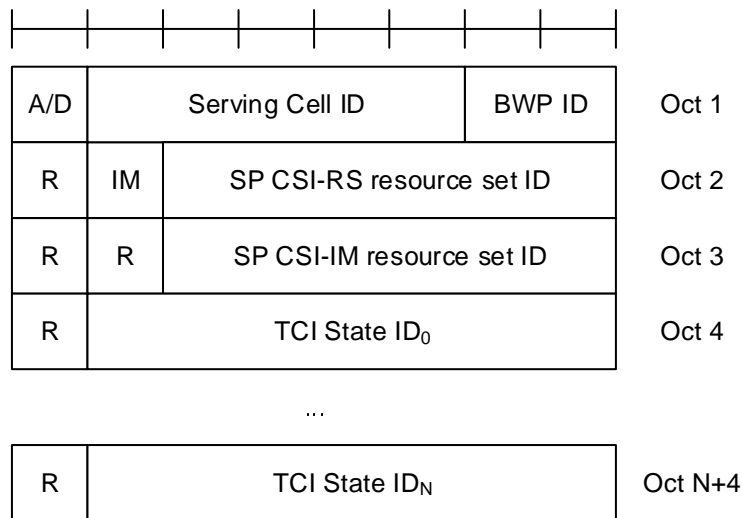 A/D Serving Cell ID BWP ID Oct 1
R IM SP CSI-RS resource set ID Oct 2
R R SP CSI-IM resource set ID Oct 3
R TCI State ID₀ Oct 4
...
R TCI State ID_N Oct N+4